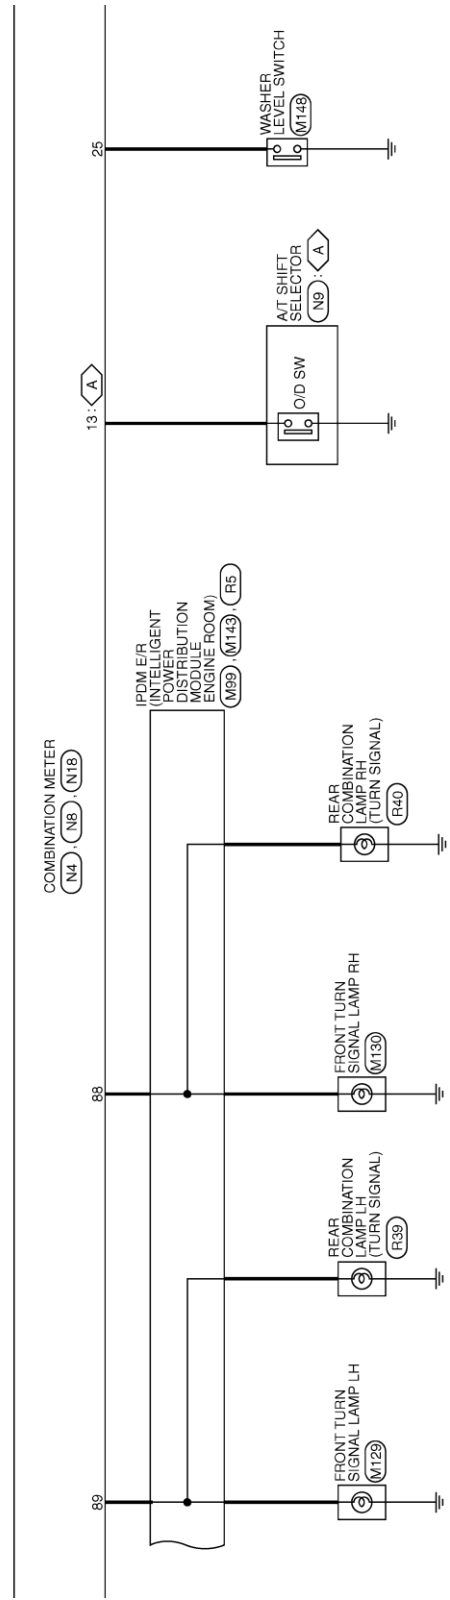 COMBINATION METER
N4 , N8 , N18
89
88
13 : A
25
IPDM E/R
(INTELLIGENT
POWER
DISTRIBUTION
MODULE
ENGINE ROOM)
M99 , M143 , R5
FRONT TURN
SIGNAL LAMP LH
M129
REAR
COMBINATION
LAMP LH
(TURN SIGNAL)
R39
FRONT TURN
SIGNAL LAMP RH
M130
REAR
COMBINATION
LAMP RH
(TURN SIGNAL)
R40
A/T SHIFT
SELECTOR
N9 : A
O/D SW
WASHER
LEVEL SWITCH
M148